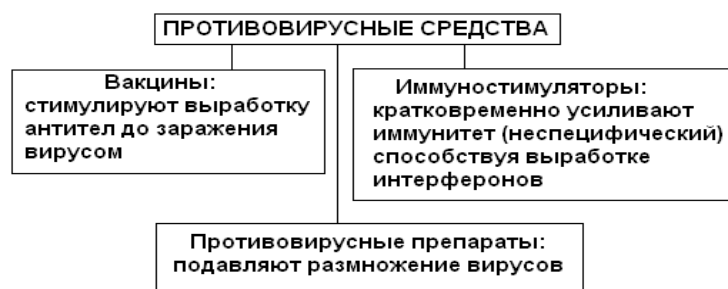 ПРОТИВОВИРУСНЫЕ СРЕДСТВА
Вакцины:
стимулируют выработку
антител до заражения
вирусом
Иммуностимуляторы:
кратковременно усиливают
иммунитет (неспецифический)
способствуя выработке
интерферонов
Противовирусные препараты:
подавляют размножение вирусов